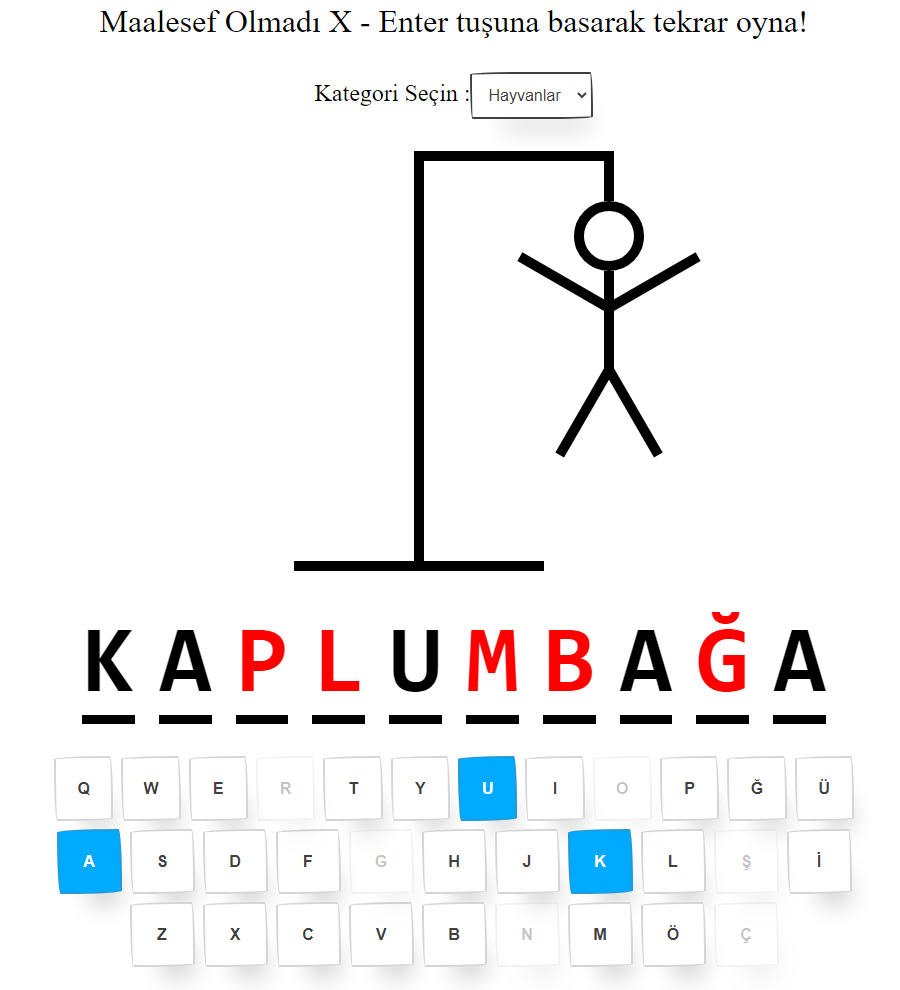 Maalesef Olmadı X - Enter tuşuna basarak tekrar oyna!
Kategori Seçin : Hayvanlar
K A P L U M B A Ğ A
Q W E R T Y U I O P Ğ Ü
A S D F G H J K L Ş İ
Z X C V B N M Ö Ç